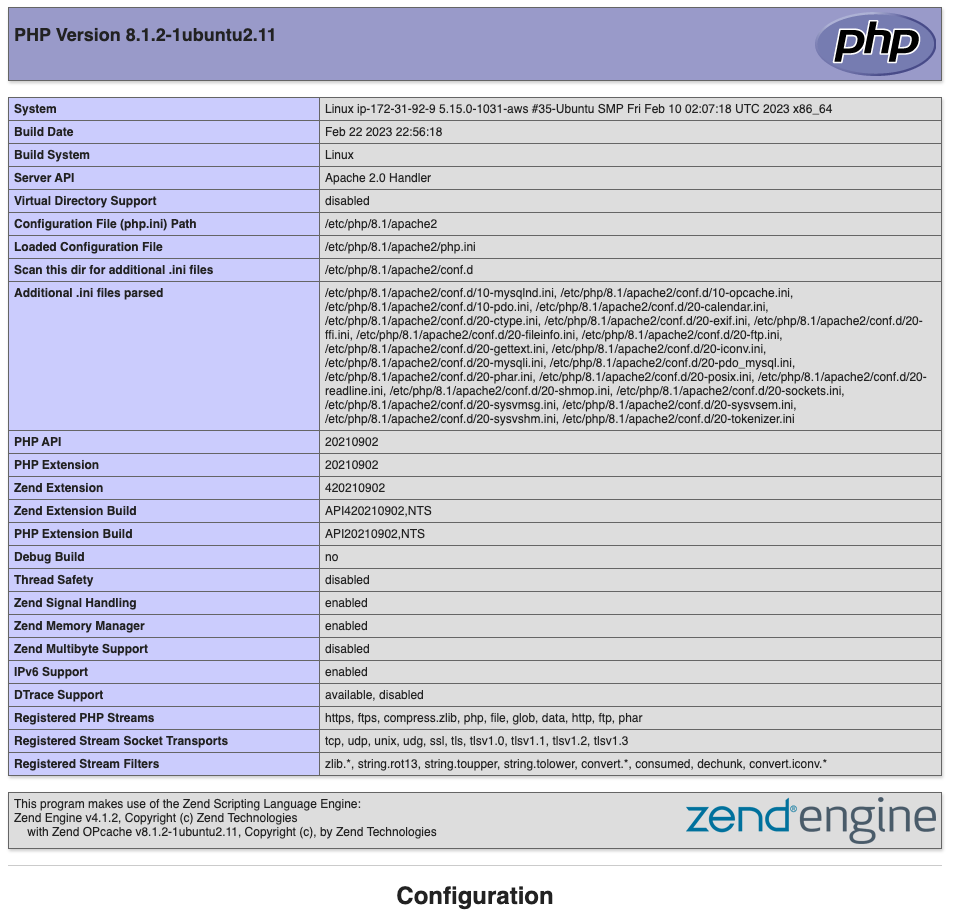 PHP Version 8.1.2-1ubuntu2.11
php
System Linux ip-172-31-92-9 5.15.0-1031-aws #35-Ubuntu SMP Fri Feb 10 02:07:18 UTC 2023 x86_64
Build Date Feb 22 2023 22:56:18
Build System Linux
Server API Apache 2.0 Handler
Virtual Directory Support disabled
Configuration File (php.ini) Path /etc/php/8.1/apache2
Loaded Configuration File /etc/php/8.1/apache2/php.ini
Scan this dir for additional .ini files /etc/php/8.1/apache2/conf.d
Additional .ini files parsed /etc/php/8.1/apache2/conf.d/10-mysqlnd.ini, /etc/php/8.1/apache2/conf.d/10-opcache.ini,
/etc/php/8.1/apache2/conf.d/10-pdo.ini, /etc/php/8.1/apache2/conf.d/20-calendar.ini,
/etc/php/8.1/apache2/conf.d/20-ctype.ini, /etc/php/8.1/apache2/conf.d/20-exif.ini, /etc/php/8.1/apache2/conf.d/20-
ffi.ini, /etc/php/8.1/apache2/conf.d/20-fileinfo.ini, /etc/php/8.1/apache2/conf.d/20-ftp.ini,
/etc/php/8.1/apache2/conf.d/20-gettext.ini, /etc/php/8.1/apache2/conf.d/20-iconv.ini,
/etc/php/8.1/apache2/conf.d/20-mysqli.ini, /etc/php/8.1/apache2/conf.d/20-pdo_mysql.ini,
/etc/php/8.1/apache2/conf.d/20-phar.ini, /etc/php/8.1/apache2/conf.d/20-posix.ini, /etc/php/8.1/apache2/conf.d/20-
readline.ini, /etc/php/8.1/apache2/conf.d/20-shmop.ini, /etc/php/8.1/apache2/conf.d/20-sockets.ini,
/etc/php/8.1/apache2/conf.d/20-sysvmsg.ini, /etc/php/8.1/apache2/conf.d/20-sysvsem.ini,
/etc/php/8.1/apache2/conf.d/20-sysvshm.ini, /etc/php/8.1/apache2/conf.d/20-tokenizer.ini
PHP API 20210902
PHP Extension 20210902
Zend Extension 420210902
Zend Extension Build API420210902,NTS
PHP Extension Build API20210902,NTS
Debug Build no
Thread Safety disabled
Zend Signal Handling enabled
Zend Memory Manager enabled
Zend Multibyte Support disabled
IPv6 Support enabled
DTrace Support available, disabled
Registered PHP Streams https, ftps, compress.zlib, php, file, glob, data, http, ftp, phar
Registered Stream Socket Transports tcp, udp, unix, udg, ssl, tls, tlsv1.0, tlsv1.1, tlsv1.2, tlsv1.3
Registered Stream Filters zlib.*, string.rot13, string.toupper, string.tolower, convert.*, consumed, dechunk, convert.iconv.*
This program makes use of the Zend Scripting Language Engine:
Zend Engine v4.1.2, Copyright (c) Zend Technologies
with Zend OPcache v8.1.2-1ubuntu2.11, Copyright (c), by Zend Technologies
zend®engine
Configuration